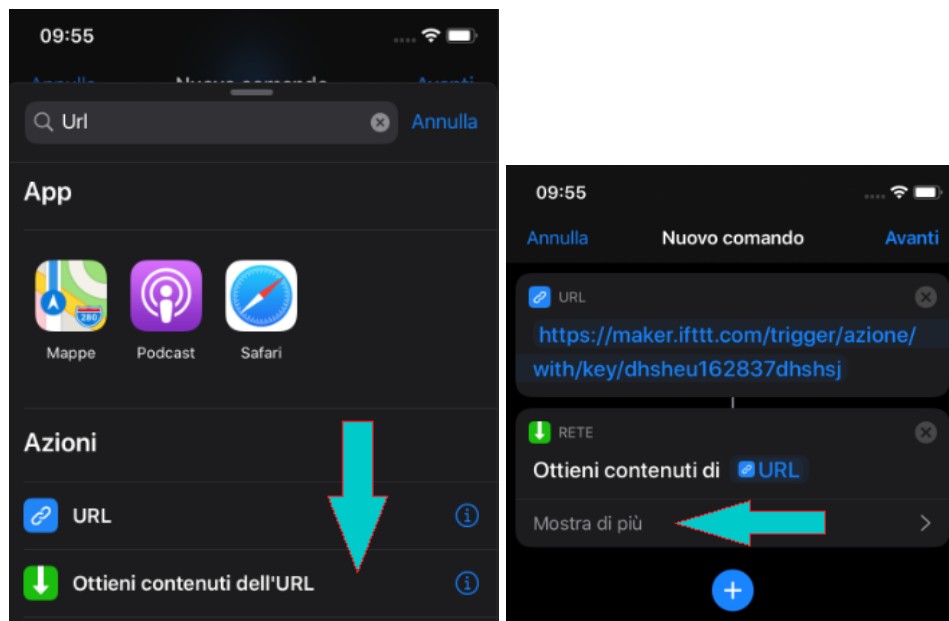 09:55
Url
Annulla
App
280
Mappe
Podcast
Safari
Azioni
URL
Ottieni contenuti dell'URL
09:55
Annulla
Nuovo comando
Avanti
URL
https://maker.ifttt.com/trigger/azione/
with/key/dhsheu162837dhshsj
RETE
Ottieni contenuti di URL
Mostra di più